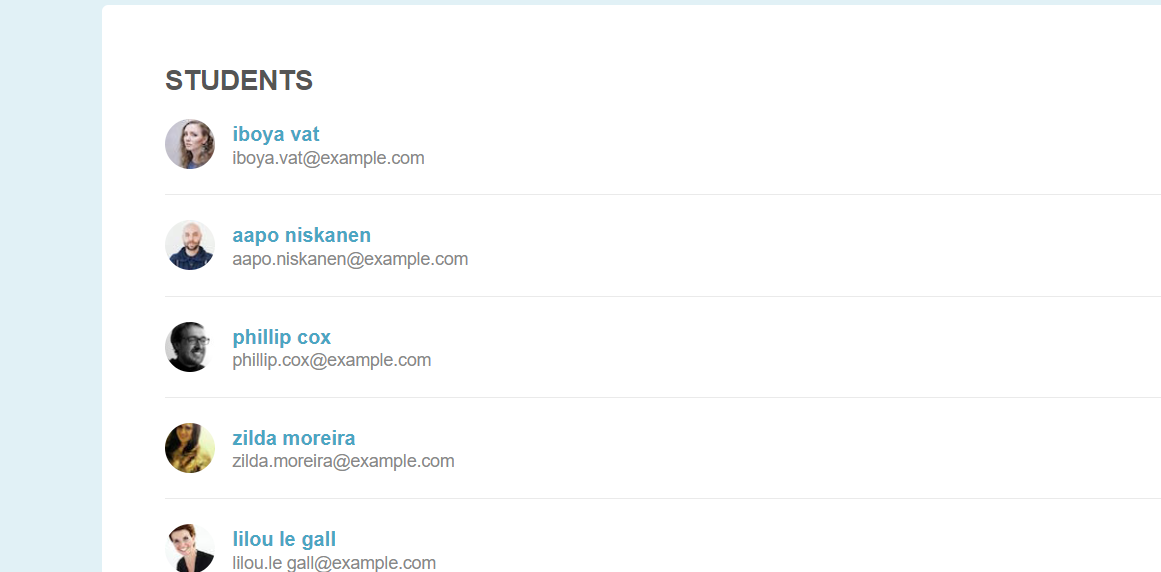 STUDENTS
iboya vat
iboya.vat@example.com
aapo niskanen
aapo.niskanen@example.com
phillip cox
phillip.cox@example.com
zilda moreira
zilda.moreira@example.com
lilou le gall
lilou.le gall@example.com